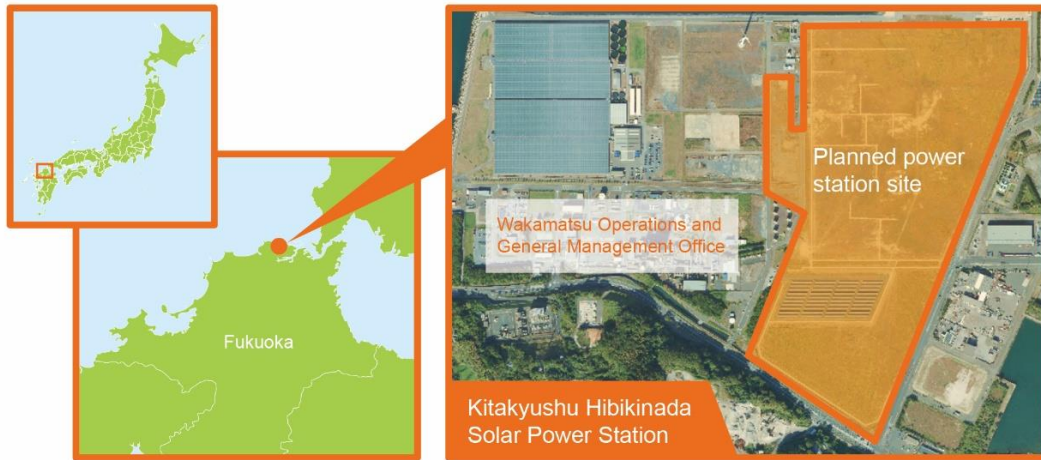 Fukuoka
Wakamatsu Operations and
General Management Office
Planned power
station site
Kitakyushu Hibikinada
Solar Power Station